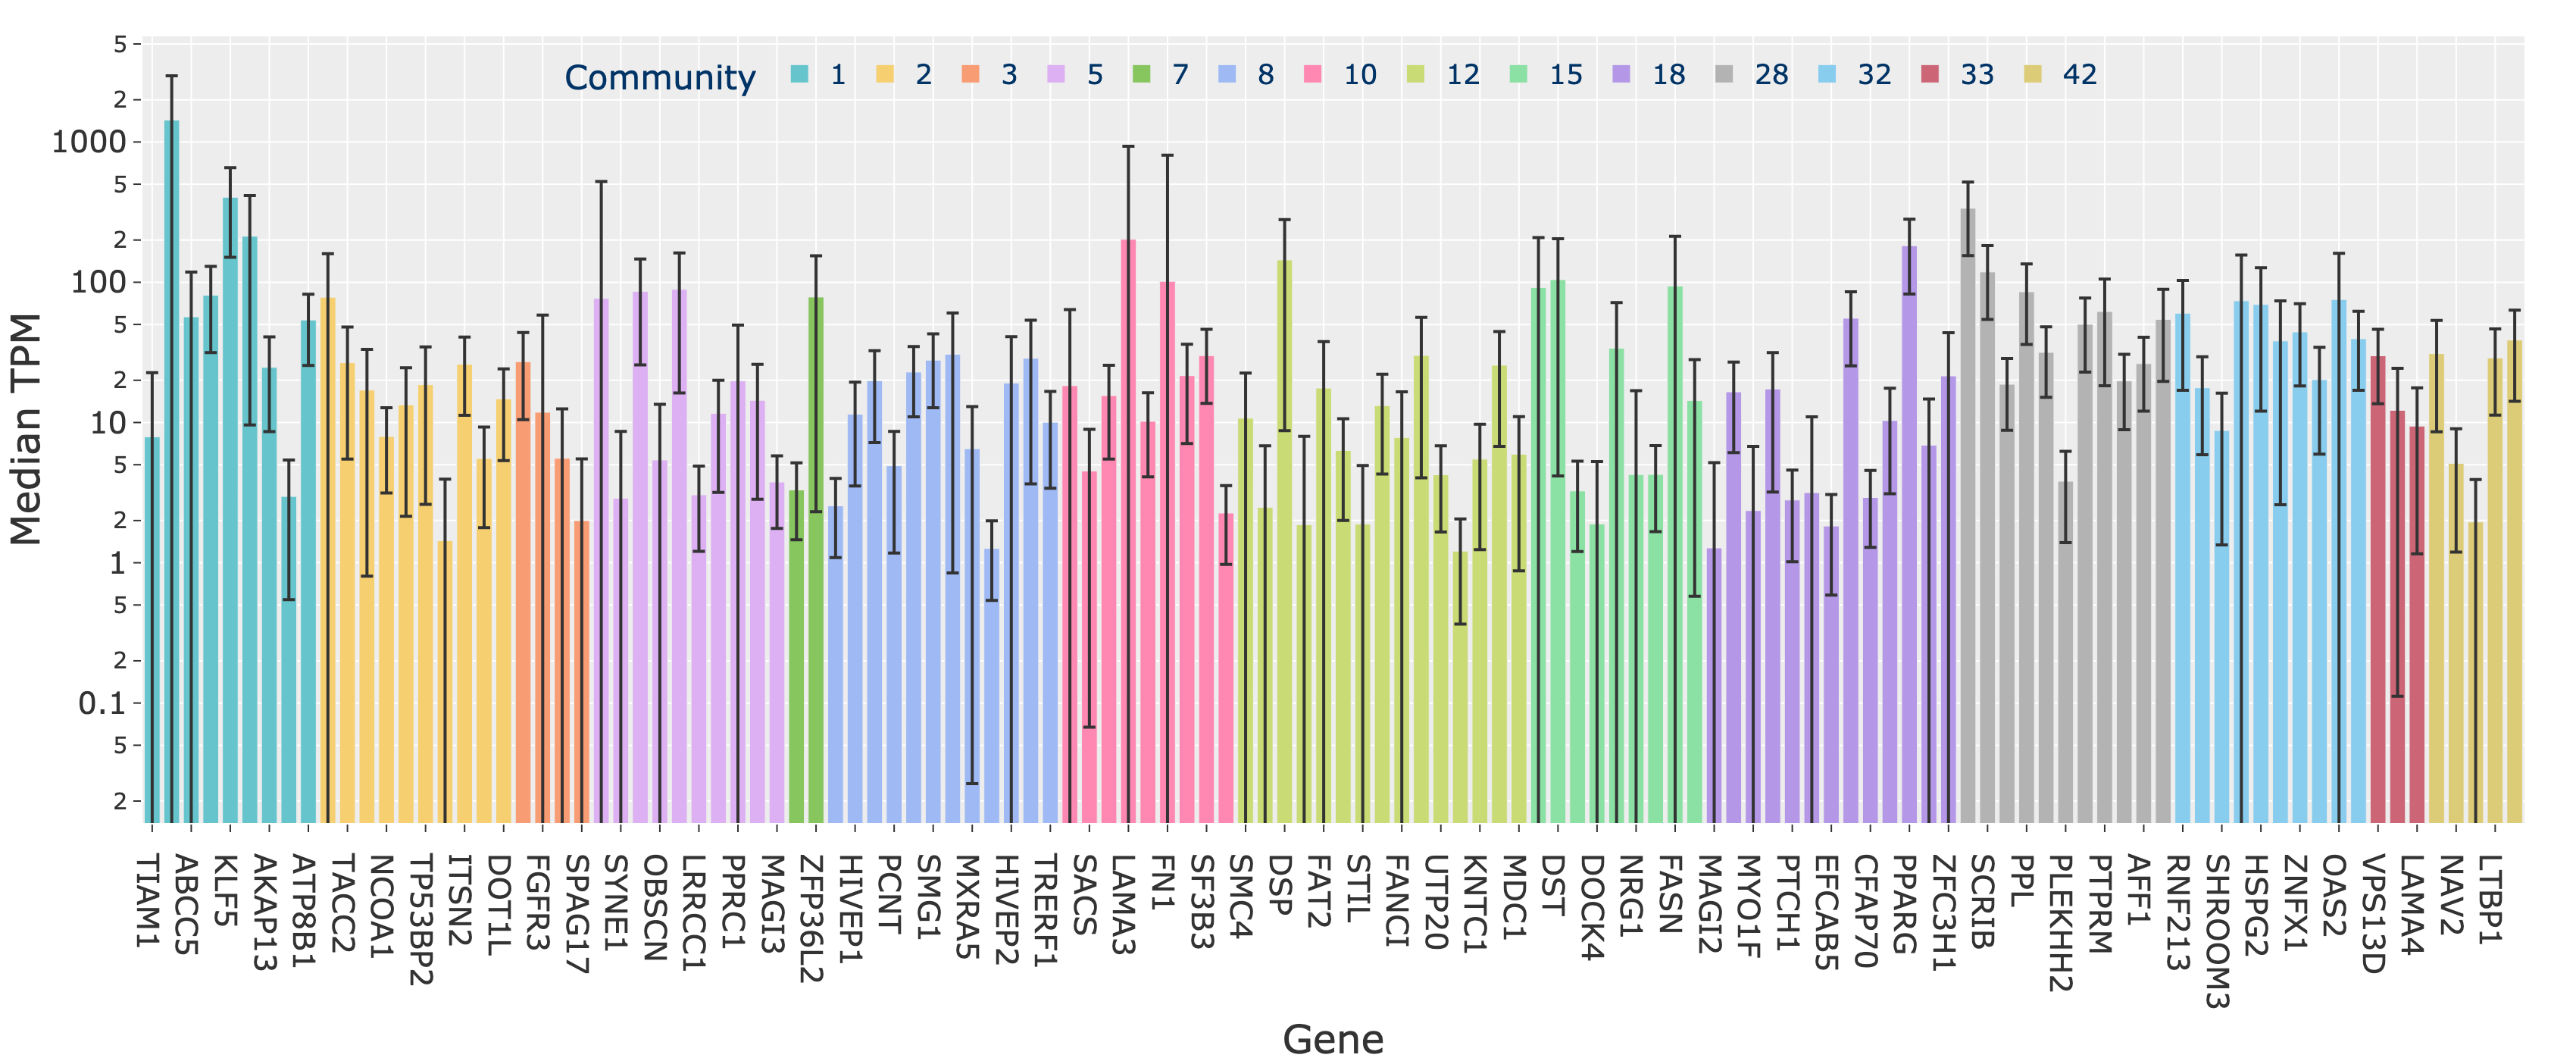 Community 1 2 3 5 7 8 10 12 15 18 28 32 33 42
Median TPM
5
2
1000
5
2
100
5
2
10
5
2
1
5
2
0.1
5
2
TIAM1
ABCC5
KLF5
AKAP13
ATP8B1
TACC2
NCOA1
TP53BP2
ITSN2
DOT1L
FGFR3
SPAG17
SYNE1
OBSCN
LRRCC1
PPRC1
MAGI3
ZFP36L2
HIVEP1
PCNT
SMG1
MXRA5
HIVEP2
TRERF1
SACS
LAMA3
FN1
SF3B3
SMC4
DSP
FAT2
STIL
FANCI
UTP20
KNTC1
MDC1
DST
DOCK4
NRG1
FASN
MAGI2
MYO1F
PTCH1
EFCAB5
CFAP70
PPARG
ZFC3H1
SCRIB
PPL
PLEKHH2
PTPRM
AFF1
RNF213
SHROOM3
HSPG2
ZNFX1
OAS2
VPS13D
LAMA4
NAV2
LTBP1
Gene